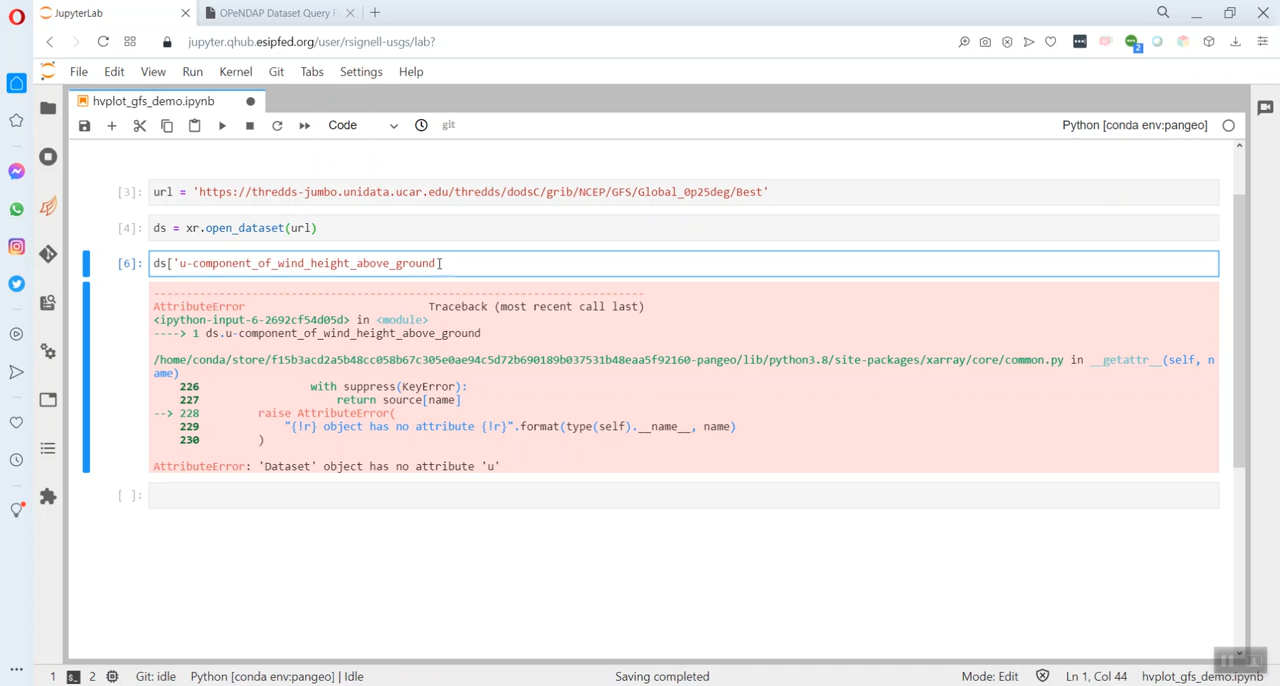 JupyterLab
OPeNDAP Dataset Query F
jupyter.qhub.esipfed.org/user/rsignell-usgs/lab?
2
File Edit View Run Kernel Git Tabs Settings Help
hvplot_gfs_demo.ipynb
Code git Python [conda env:pangeo]
[3]: url = 'https://thredds-jumbo.unidata.ucar.edu/thredds/dodsC/grib/NCEP/GFS/Global_0p25deg/Best'
[4]: ds = xr.open_dataset(url)
[6]: ds['u-component_of_wind_height_above_ground
---------------------------------------------------------------------------
AttributeError Traceback (most recent call last)
<ipython-input-6-2692cf54d05d> in <module>
----> 1 ds.u-component_of_wind_height_above_ground
/home/conda/store/f15b3acd2a5b48cc058b67c305e0ae94c5d72b690189b037531b48eaa5f92160-pangeo/lib/python3.8/site-packages/xarray/core/common.py in __getattr__(self, n
ame)
226 with suppress(KeyError):
227 return source[name]
--> 228 raise AttributeError(
229 "{!r} object has no attribute {!r}".format(type(self).__name__, name)
230 )
AttributeError: 'Dataset' object has no attribute 'u'
[ ]:
1 2 Git: idle Python [conda env:pangeo] | Idle Saving completed Mode: Edit Ln 1, Col 44 hvplot_gfs_demo.ipynb